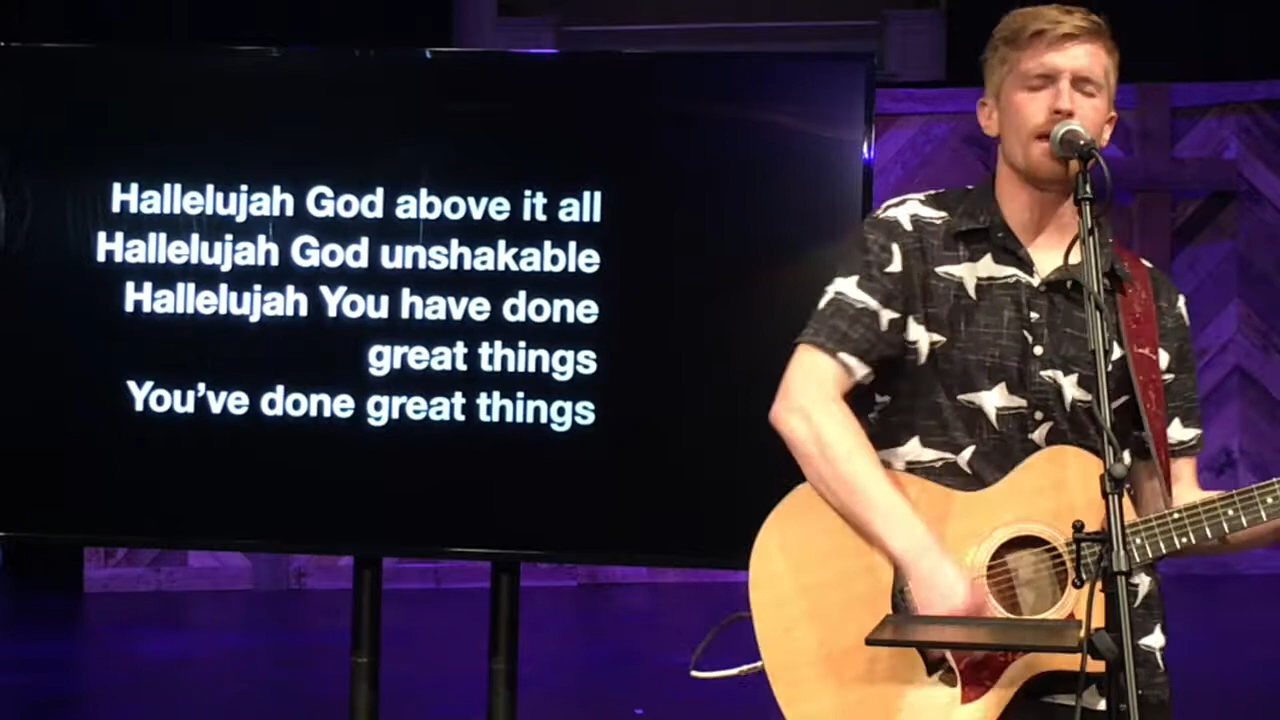 Hallelujah God above it all
Hallelujah God unshakable
Hallelujah You have done
great things
You’ve done great things